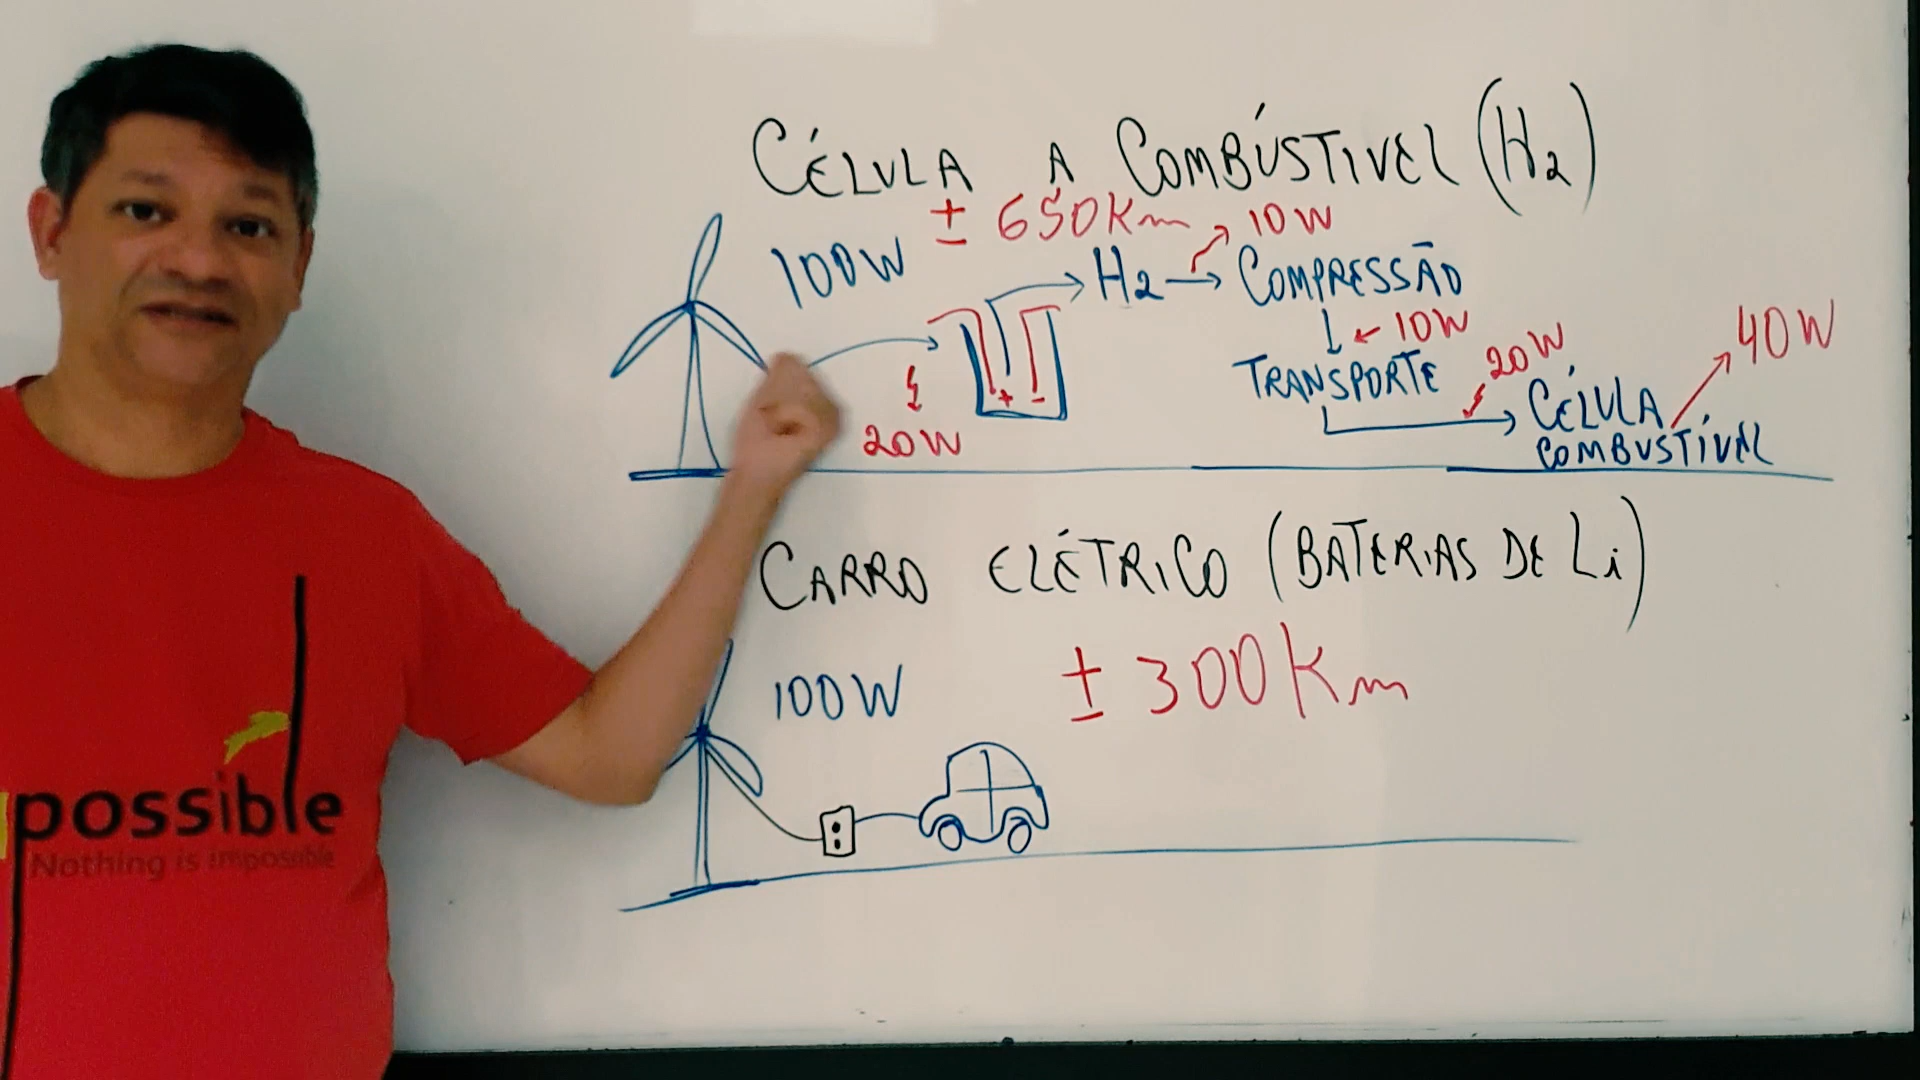 CÉLULA A COMBÚSTIVEL (H2)
± 650Km
10W
100W
H2
COMPRESSÃO
10W
TRANSPORTE
20W
40W
CÉLULA
COMBUSTÍVEL
20W
+ -
CARRO ELÉTRICO (BATERIAS DE Li)
100W
± 300Km
possible
Nothing is impossible